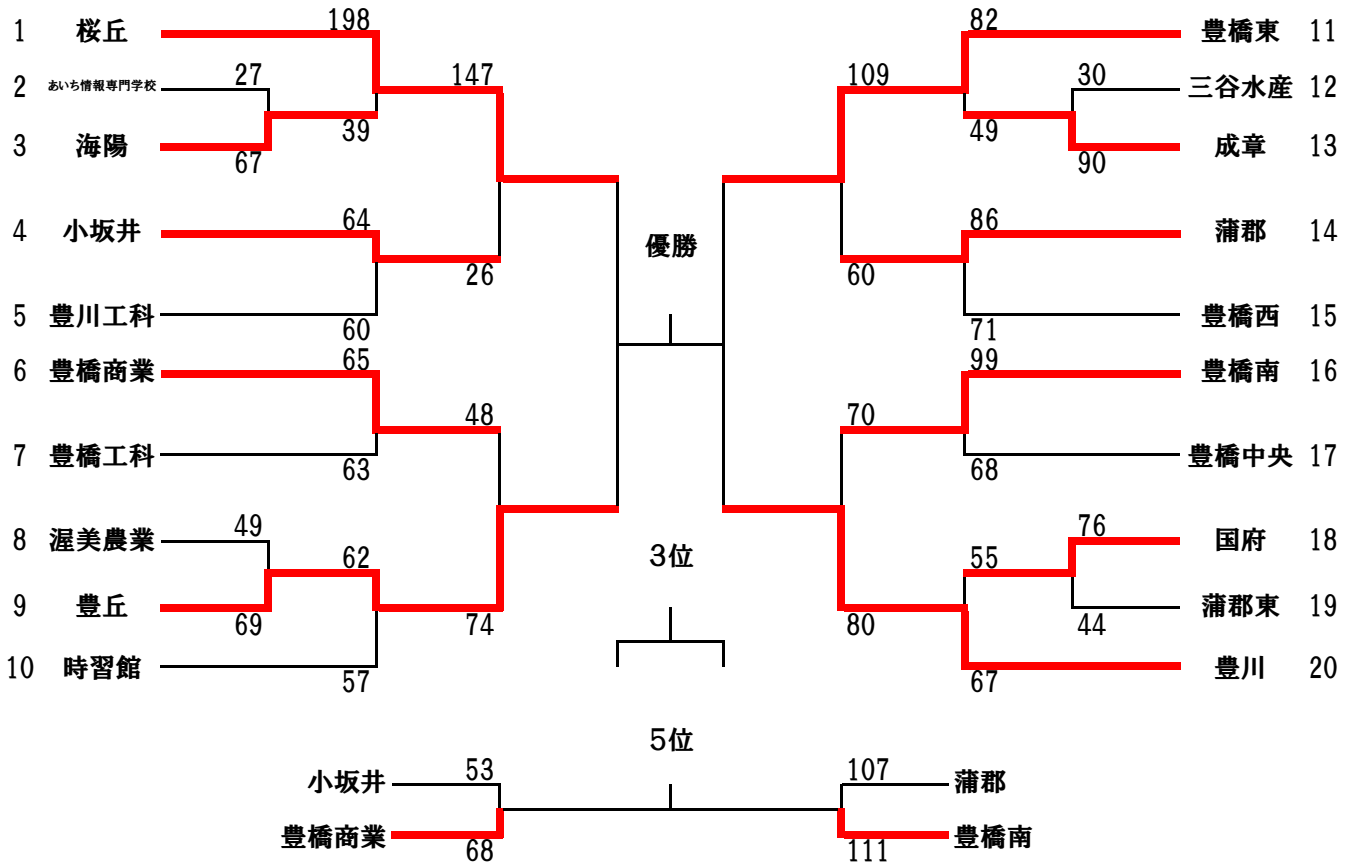 1 桜丘 198 82 豊橋東 11
2 あいち情報専門学校 27 147 109 30 三谷水産 12
39 49
3 海陽 67 90 成章 13
4 小坂井 64 86 蒲郡 14
優勝
26 60
5 豊川工科 60 71 豊橋西 15
6 豊橋商業 65 99 豊橋南 16
48 70
7 豊橋工科 63 68 豊橋中央 17
8 渥美農業 49 76 国府 18
62 3位 55
9 豊丘 69 74 80 44 蒲郡東 19
10 時習館 57 67 豊川 20
5位
小坂井 53 107 蒲郡
豊橋商業 68 111 豊橋南